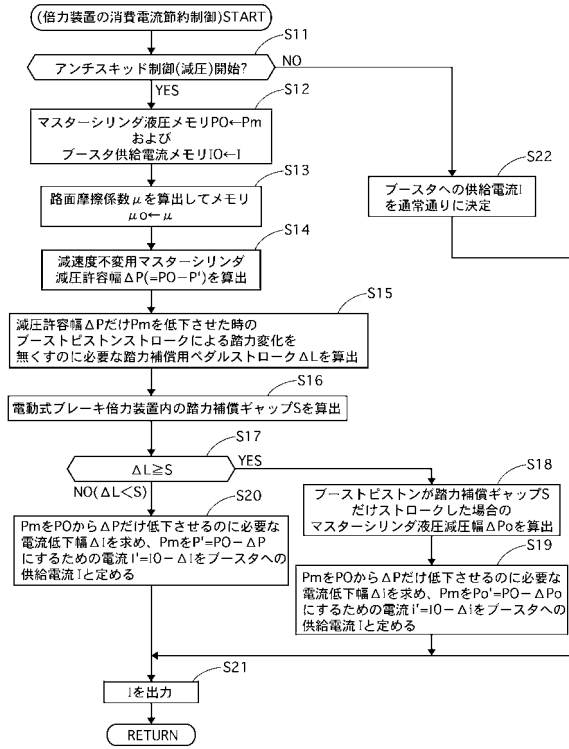 (倍力装置の消費電流節約制御)START
S11
アンチスキッド制御(減圧)開始?
NO
YES
S12
マスターシリンダ液圧メモリPO←Pm
および
ブースタ供給電流メモリIO←I
S22
ブースタへの供給電流I
を通常通りに決定
S13
路面摩擦係数μを算出してメモリ
μo←μ
S14
減速度不変用マスターシリンダ
減圧許容幅ΔP(=PO−P')を算出
S15
減圧許容幅ΔPだけPmを低下させた時の
ブーストピストンストロークによる踏力変化を
無くすのに必要な踏力補償用ペダルストロークΔLを算出
S16
電動式ブレーキ倍力装置内の踏力補償ギャップSを算出
S17
ΔL≧S
YES
NO(ΔL<S)
S18
ブーストピストンが踏力補償ギャップS
だけストロークした場合の
マスターシリンダ液圧減圧幅ΔPoを算出
S20
PmをPOからΔPだけ低下させるのに必要な
電流低下幅ΔIを求め、PmをP'=PO−ΔP
にするための電流I'=IO−ΔIをブースタへの
供給電流Iと定める
S19
PmをPOからΔPだけ低下させるのに必要な
電流低下幅Δiを求め、PmをPo'=PO−ΔPo
にするための電流i'=IO−Δiをブースタへの
供給電流Iと定める
S21
Iを出力
RETURN